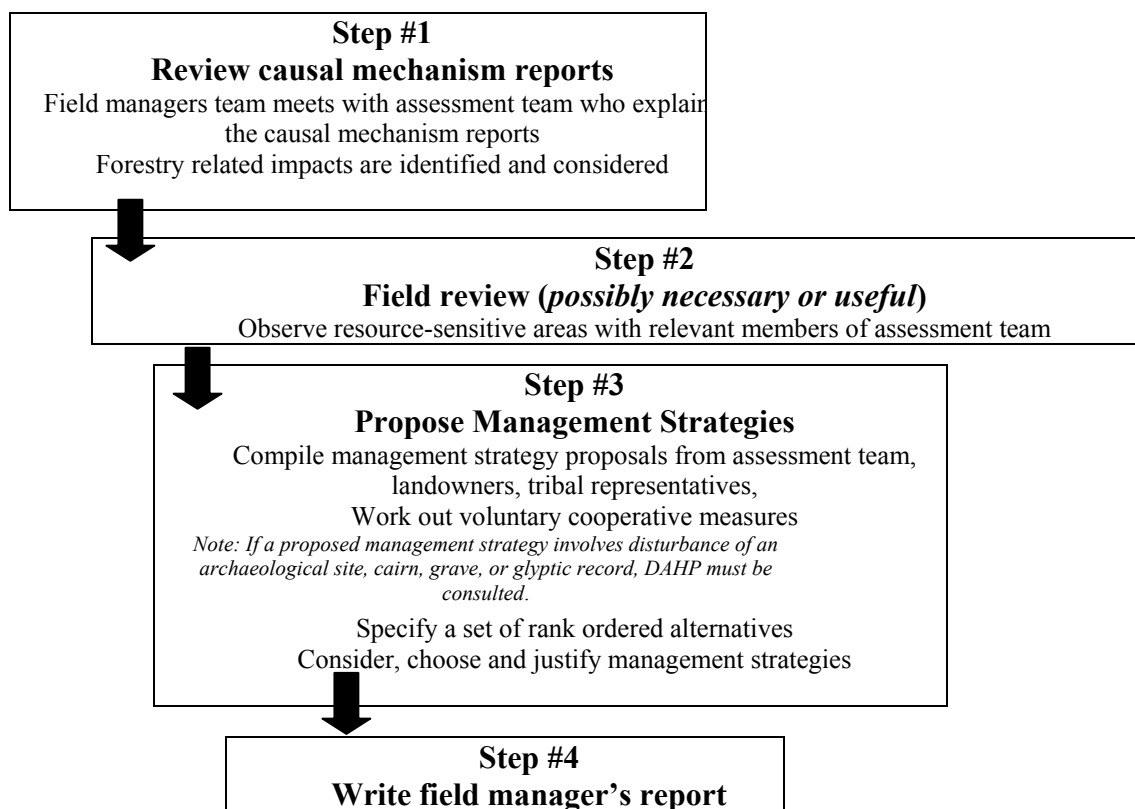 Step #1
Review causal mechanism reports
Field managers team meets with assessment team who explain
the causal mechanism reports
Forestry related impacts are identified and considered
Step #2
Field review (possibly necessary or useful)
Observe resource-sensitive areas with relevant members of assessment team
Step #3
Propose Management Strategies
Compile management strategy proposals from assessment team,
landowners, tribal representatives,
Work out voluntary cooperative measures
Note: If a proposed management strategy involves disturbance of an
archaeological site, cairn, grave, or glyptic record, DAHP must be
consulted.
Specify a set of rank ordered alternatives
Consider, choose and justify management strategies
Step #4
Write field manager’s report